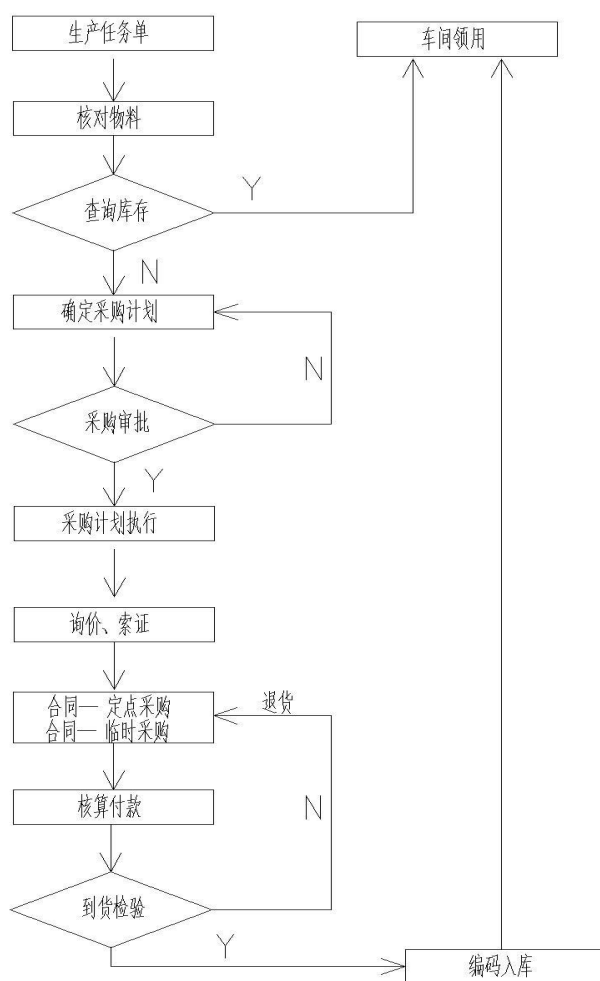 生产任务单
车间领用
核对物料
Y
查询库存
N
确定采购计划
N
采购审批
Y
采购计划执行
询价、索证
退货
合同— 定点采购
合同— 临时采购
核算付款
N
到货检验
Y
编码入库